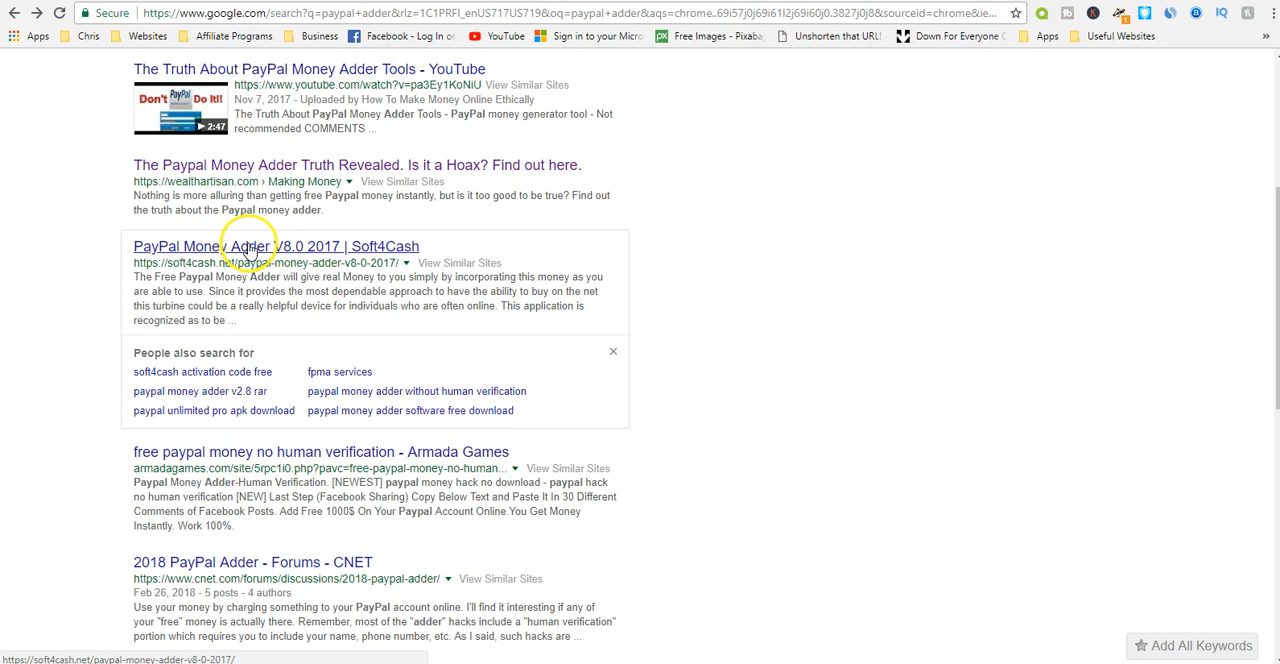 Secure https://www.google.com/search?q=paypal+adder&rlz=1C1PRFI_enUS717US719&oq=paypal+adder&aqs=chrome..69i57j0j69i61l2j69i60j0.3827j0j8&sourceid=chrome&ie...
Apps Chris Websites Affiliate Programs Business Facebook - Log In or YouTube Sign in to your Micro Free Images - Pixaba Unshorten that URL! Down For Everyone Apps Useful Websites »
The Truth About PayPal Money Adder Tools - YouTube
https://www.youtube.com/watch?v=pa3Ey1KoNiU View Similar Sites
Nov 7, 2017 - Uploaded by How To Make Money Online Ethically
The Truth About PayPal Money Adder Tools - PayPal money generator tool - Not
recommended COMMENTS ...
Don't PayPal Do It!!
2:47
The Paypal Money Adder Truth Revealed. Is it a Hoax? Find out here.
https://wealthartisan.com › Making Money View Similar Sites
Nothing is more alluring than getting free Paypal money instantly, but is it too good to be true? Find out
the truth about the Paypal money adder.
PayPal Money Adder V8.0 2017 | Soft4Cash
https://soft4cash.net/paypal-money-adder-v8-0-2017/ View Similar Sites
The Free Paypal Money Adder will give real Money to you simply by incorporating this money as you
are able to use. Since it provides the most dependable approach to have the ability to buy on the net
this turbine could be a really helpful device for individuals who are often online. This application is
recognized as to be ...
People also search for
soft4cash activation code free fpma services
paypal money adder v2.8 rar paypal money adder without human verification
paypal unlimited pro apk download paypal money adder software free download
free paypal money no human verification - Armada Games
armadagames.com/site/5rpc1i0.php?pavc=free-paypal-money-no-human... View Similar Sites
Paypal Money Adder-Human Verification. [NEWEST] paypal money hack no download - paypal hack
no human verification [NEW] Last Step (Facebook Sharing) Copy Below Text and Paste It In 30 Different
Comments of Facebook Posts. Add Free 1000$ On Your Paypal Account Online.You Get Money
Instantly. Work 100%.
2018 PayPal Adder - Forums - CNET
https://www.cnet.com/forums/discussions/2018-paypal-adder/ View Similar Sites
Feb 26, 2018 - 5 posts - 4 authors
Use your money by charging something to your PayPal account online. I'll find it interesting if any of
your "free" money is actually there. Remember, most of the "adder" hacks include a "human verification"
portion which requires you to include your name, phone number, etc. As I said, such hacks are ...
Add All Keywords
https://soft4cash.net/paypal-money-adder-v8-0-2017/